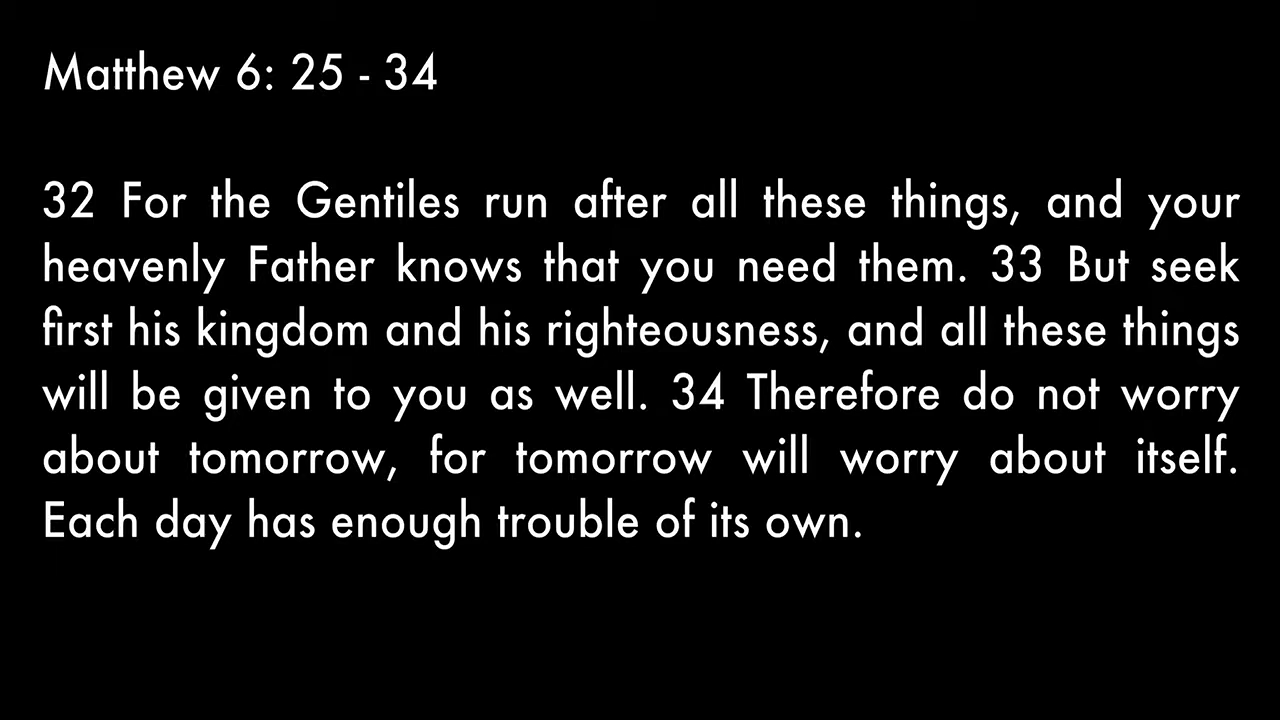 Matthew 6: 25 - 34
32 For the Gentiles run after all these things, and your
heavenly Father knows that you need them. 33 But seek
first his kingdom and his righteousness, and all these things
will be given to you as well. 34 Therefore do not worry
about tomorrow, for tomorrow will worry about itself.
Each day has enough trouble of its own.